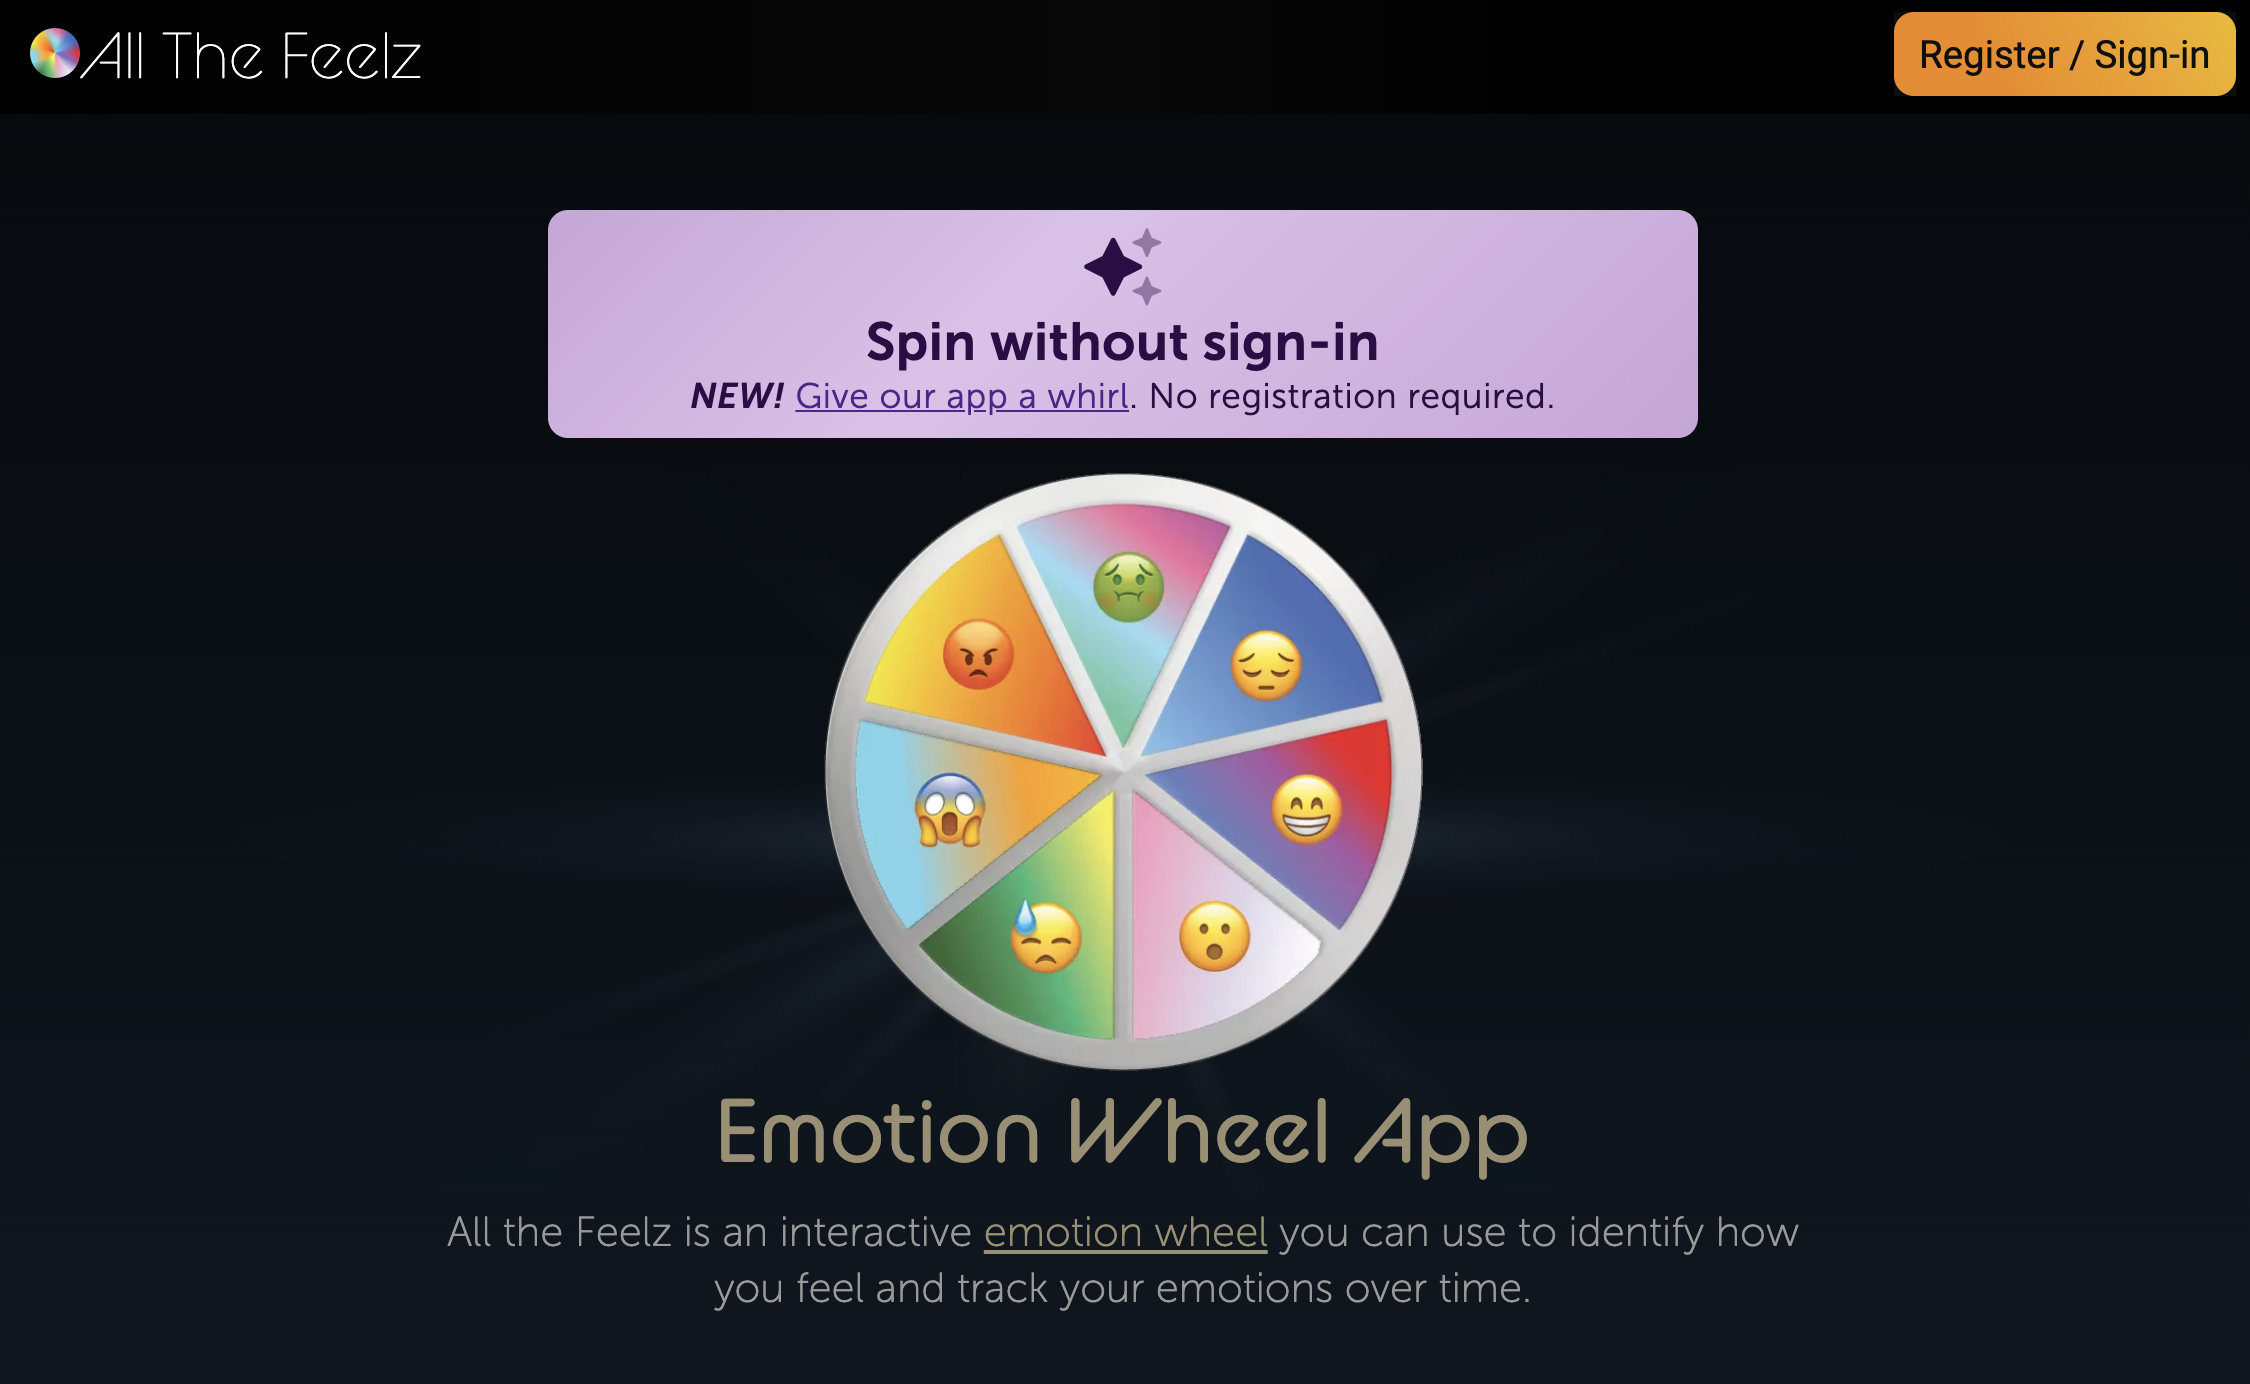 All The Feelz
Register / Sign-in
Spin without sign-in
NEW! Give our app a whirl. No registration required.
Emotion Wheel App
All the Feelz is an interactive emotion wheel you can use to identify how
you feel and track your emotions over time.